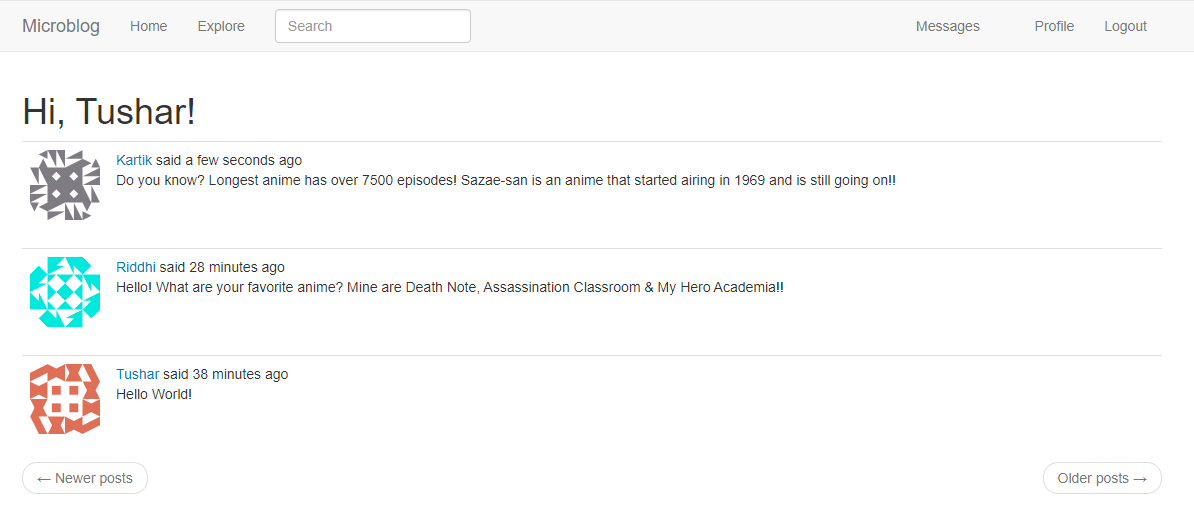 Microblog Home Explore Search Messages Profile Logout
Hi, Tushar!
Kartik said a few seconds ago
Do you know? Longest anime has over 7500 episodes! Sazae-san is an anime that started airing in 1969 and is still going on!!
Riddhi said 28 minutes ago
Hello! What are your favorite anime? Mine are Death Note, Assassination Classroom & My Hero Academia!!
Tushar said 38 minutes ago
Hello World!
← Newer posts Older posts →